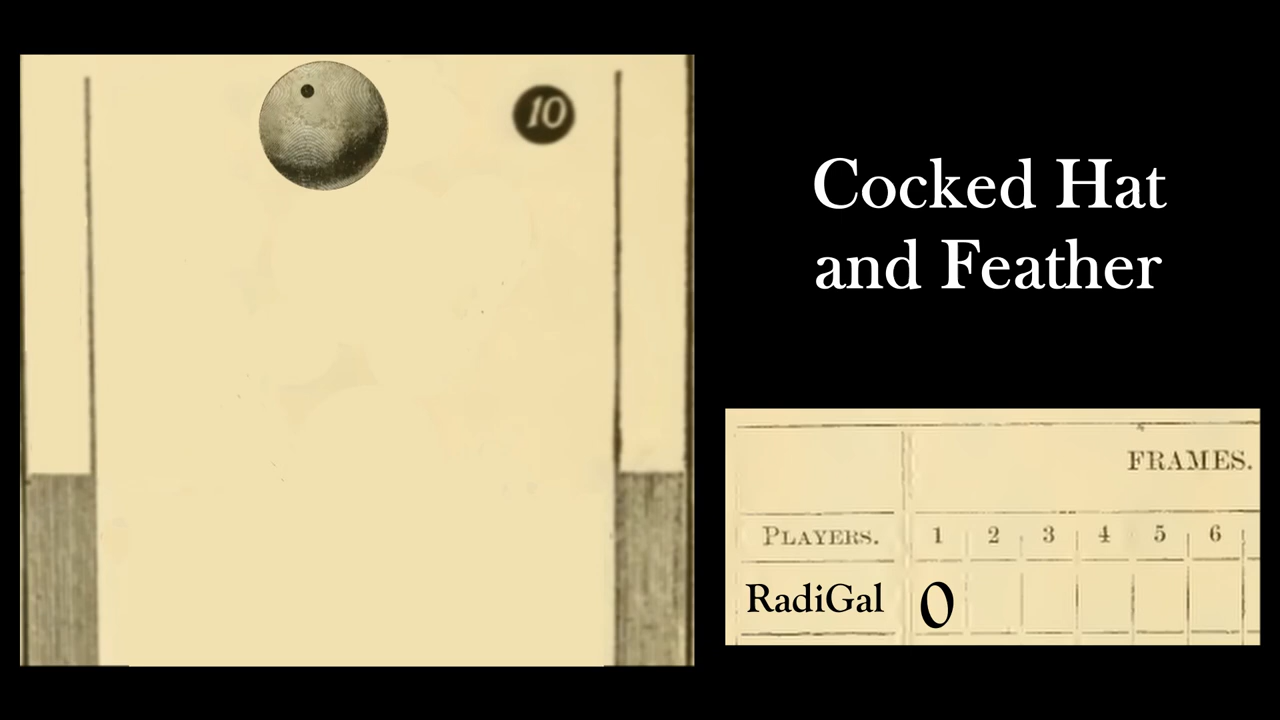 10
Cocked Hat
and Feather
FRAMES.
PLAYERS. 1 2 3 4 5 6
RadiGal 0